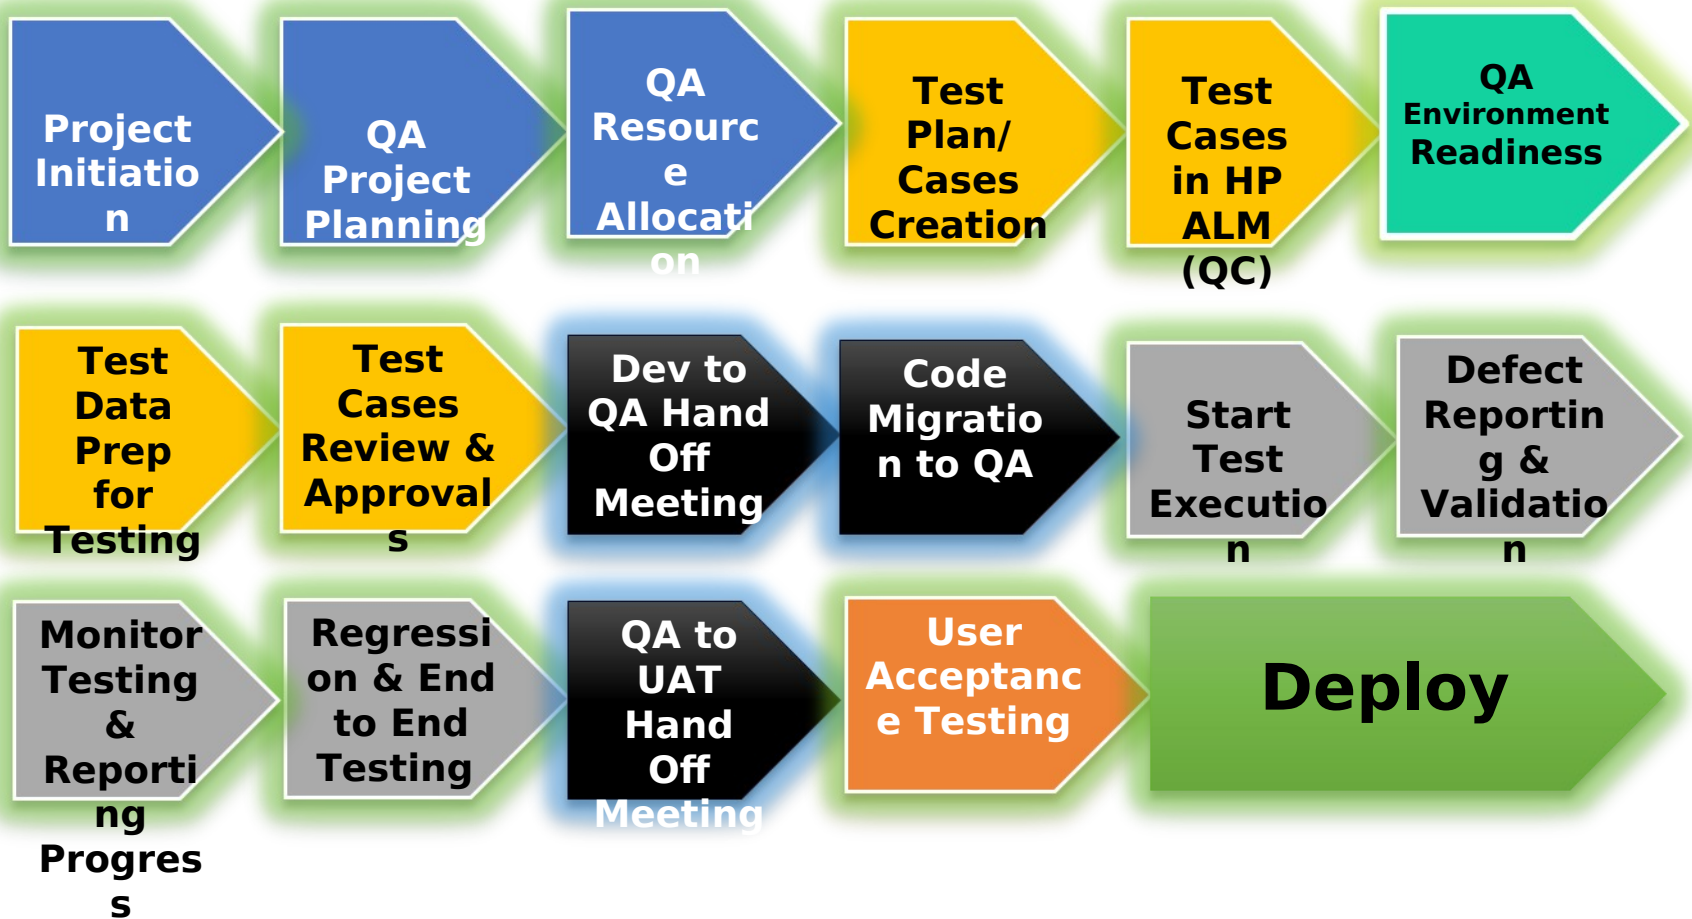 Project
Initiatio
n
QA
Project
Planning
QA
Resourc
e
Allocati
on
Test
Plan/
Cases
Creation
Test
Cases
in HP
ALM
(QC)
QA
Environment
Readiness
Test
Data
Prep
for
Testing
Test
Cases
Review &
Approval
s
Dev to
QA Hand
Off
Meeting
Code
Migratio
n to QA
Start
Test
Executio
n
Defect
Reportin
g &
Validatio
n
Monitor
Testing
&
Reporti
ng
Progres
s
Regressi
on & End
to End
Testing
QA to
UAT
Hand
Off
Meeting
User
Acceptanc
e Testing
Deploy